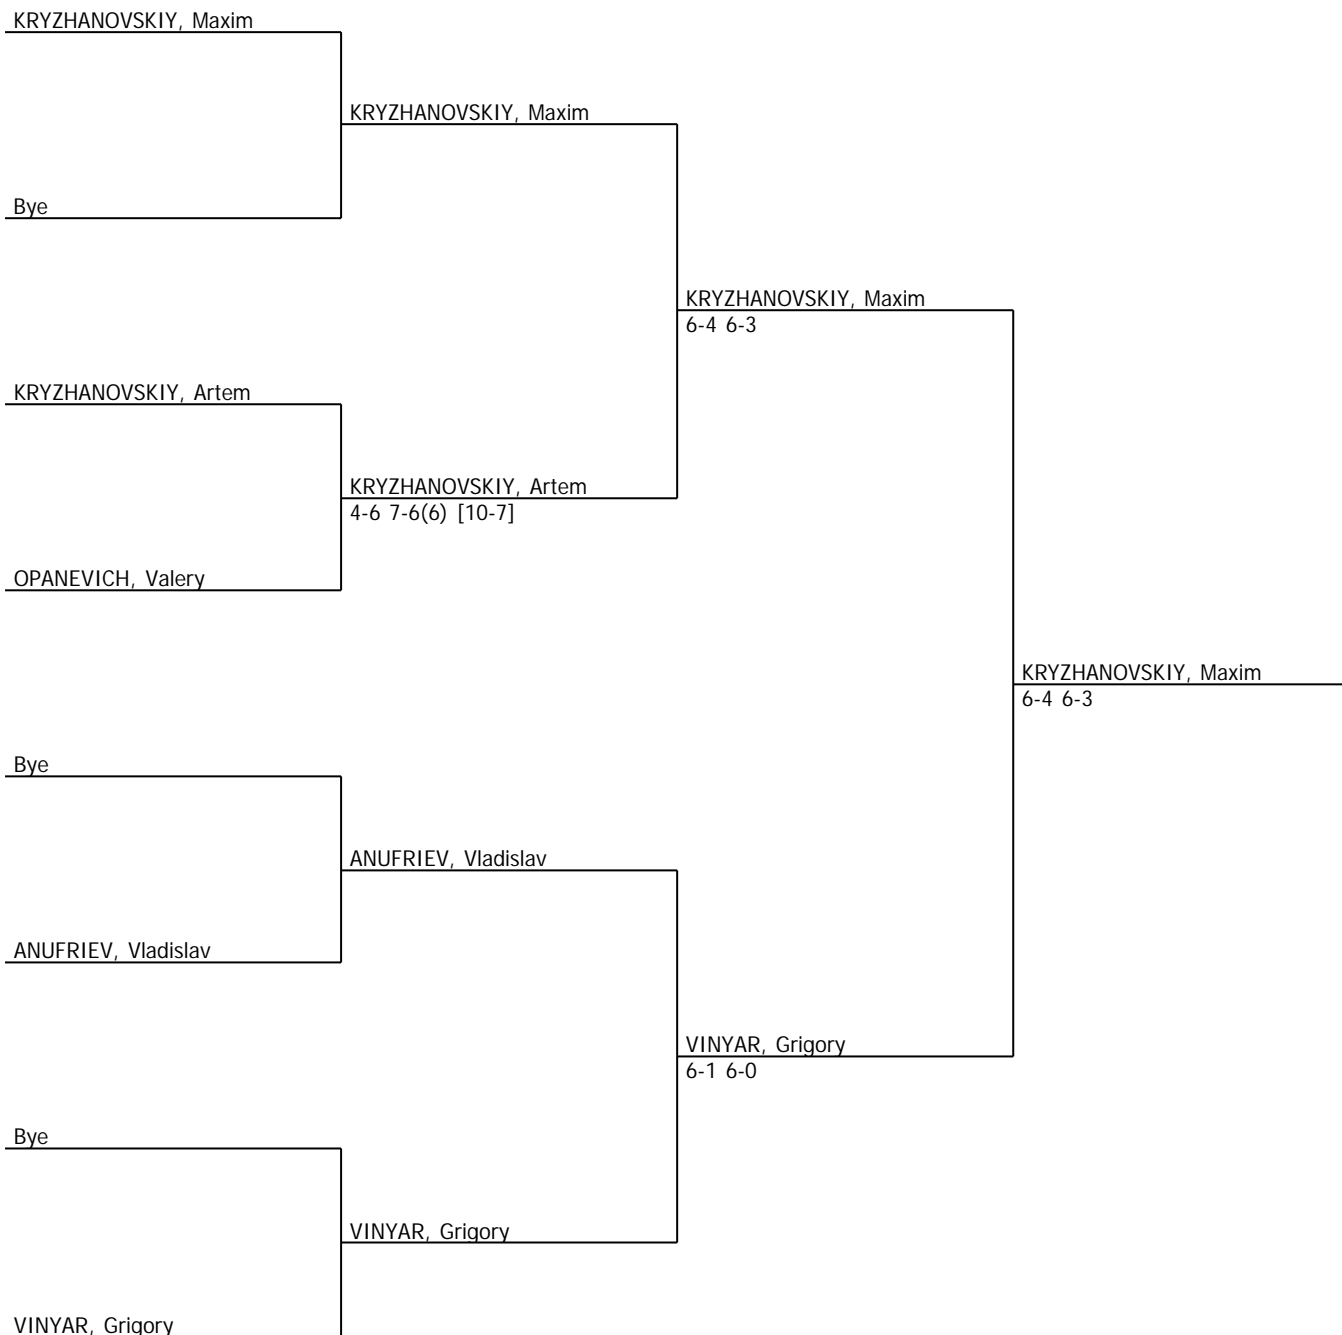 KRYZHANOVSKIY, Maxim
KRYZHANOVSKIY, Maxim
Bye
KRYZHANOVSKIY, Maxim
6-4 6-3
KRYZHANOVSKIY, Artem
KRYZHANOVSKIY, Artem
4-6 7-6(6) [10-7]
OPANEVICH, Valery
KRYZHANOVSKIY, Maxim
6-4 6-3
Bye
ANUFRIEV, Vladislav
ANUFRIEV, Vladislav
VINYAR, Grigory
6-1 6-0
Bye
VINYAR, Grigory
VINYAR, Grigory